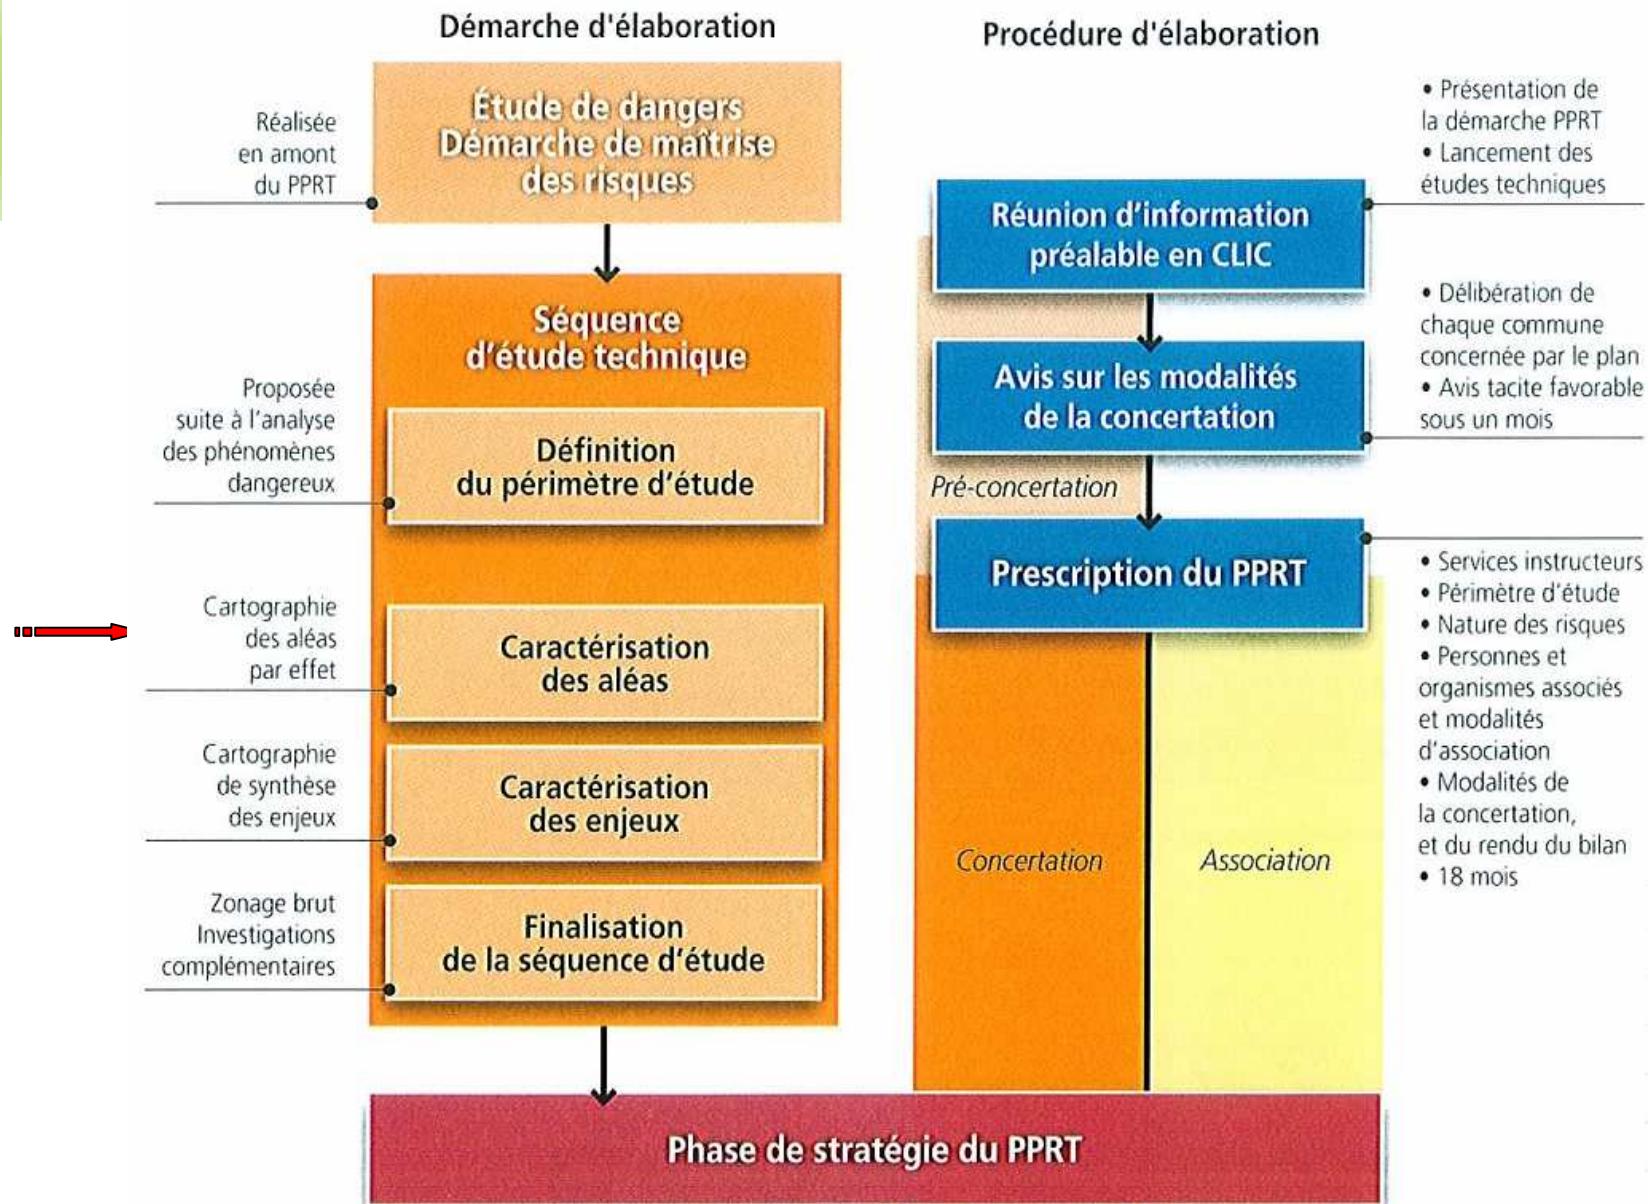 Démarche d'élaboration
Procédure d'élaboration
Réalisée
en amont
du PPRT
Étude de dangers
Démarche de maîtrise
des risques
Séquence
d'étude technique
Proposée
suite à l'analyse
des phénomènes
dangereux
Définition
du périmètre d'étude
Cartographie
des aléas
par effet
Caractérisation
des aléas
Cartographie
de synthèse
des enjeux
Caractérisation
des enjeux
Zonage brut
Investigations
complémentaires
Finalisation
de la séquence d'étude
Réunion d'information
préalable en CLIC
• Présentation de
la démarche PPRT
• Lancement des
études techniques
Avis sur les modalités
de la concertation
• Délibération de
chaque commune
concernée par le plan
• Avis tacite favorable
sous un mois
Pré-concertation
Prescription du PPRT
• Services instructeurs
• Périmètre d'étude
• Nature des risques
• Personnes et
organismes associés
et modalités
d'association
• Modalités de
la concertation,
et du rendu du bilan
• 18 mois
Concertation
Association
Phase de stratégie du PPRT